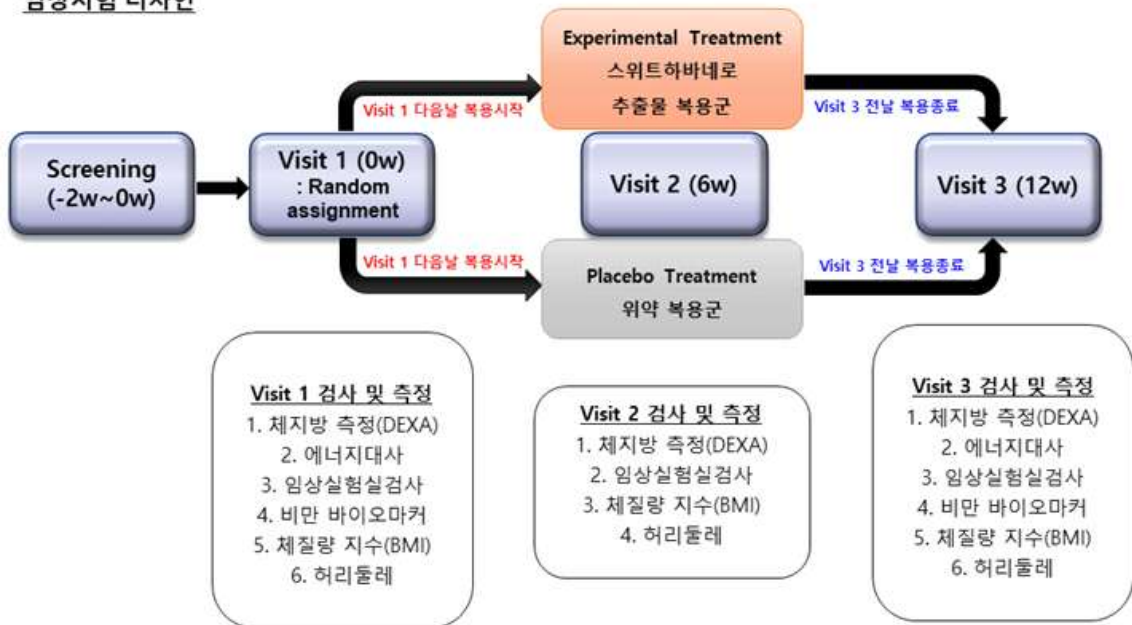 임상시험 디자인
Experimental Treatment
스위트하바네로
추출물 복용군
Visit 1 다음날 복용시작
Visit 3 전날 복용종료
Screening
(-2w~0w)
Visit 1 (0w)
: Random
assignment
Visit 2 (6w)
Visit 3 (12w)
Visit 1 다음날 복용시작
Visit 3 전날 복용종료
Placebo Treatment
위약 복용군
Visit 1 검사 및 측정
1. 체지방 측정(DEXA)
2. 에너지대사
3. 임상실험실검사
4. 비만 바이오마커
5. 체질량 지수(BMI)
6. 허리둘레
Visit 2 검사 및 측정
1. 체지방 측정(DEXA)
2. 임상실험실검사
3. 체질량 지수(BMI)
4. 허리둘레
Visit 3 검사 및 측정
1. 체지방 측정(DEXA)
2. 에너지대사
3. 임상실험실검사
4. 비만 바이오마커
5. 체질량 지수(BMI)
6. 허리둘레